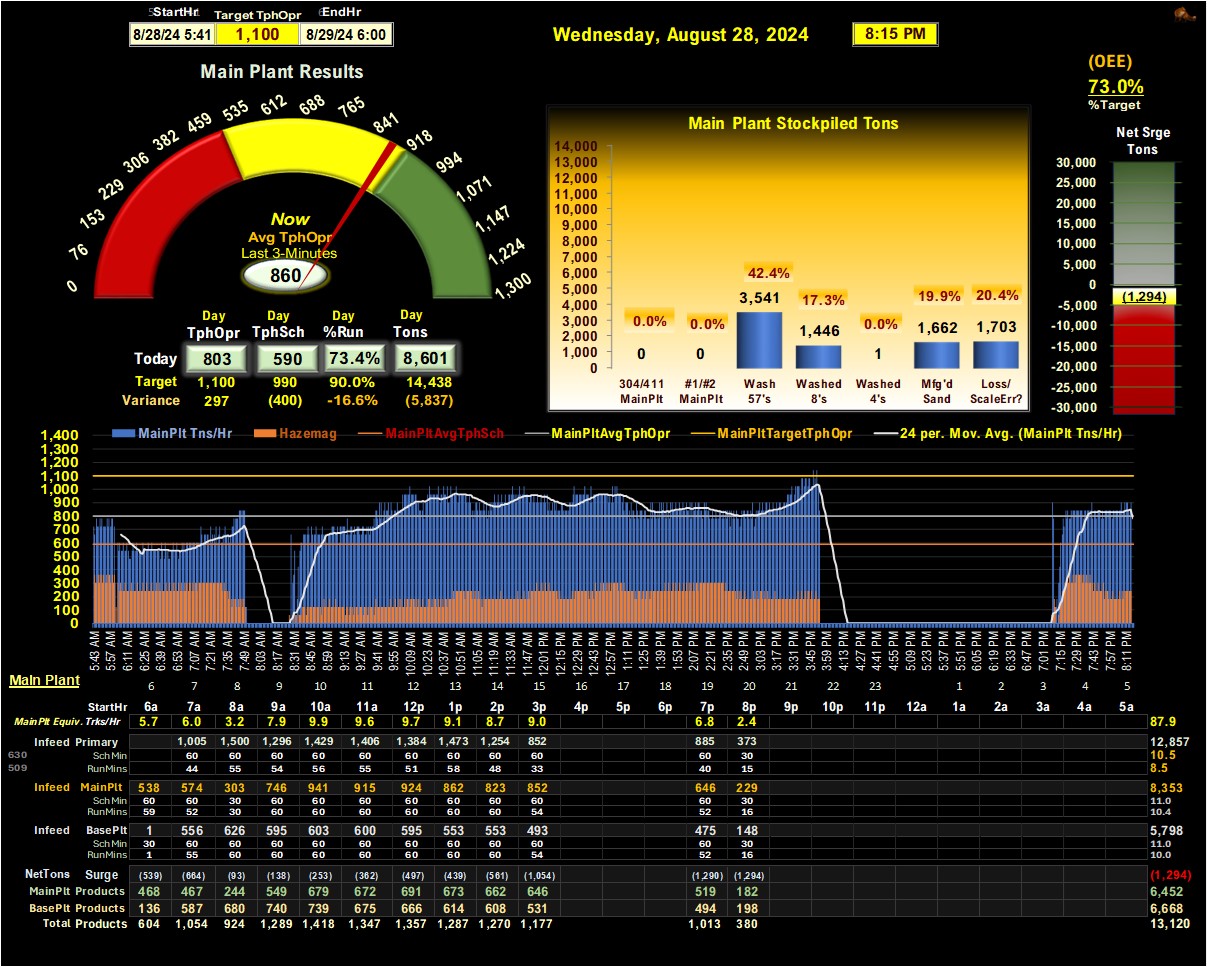 StartHr Target TphOpr EndHr
8/28/24 5:41 1,100 8/29/24 6:00
Wednesday, August 28, 2024 8:15 PM
(OEE)
73.0%
%Target
Main Plant Results
0 76 153 229 306 382 459 535 612 688 765 841 918 994 1,071 1,147 1,224 1,300
Now
Avg TphOpr
Last 3-Minutes
860
Day Day Day Day
TphOpr TphSch %Run Tons
Today 803 590 73.4% 8,601
Target 1,100 990 90.0% 14,438
Variance 297 (400) -16.6% (5,837)
Main Plant Stockpiled Tons
14,000
13,000
12,000
11,000
10,000
9,000
8,000
7,000
6,000
5,000
4,000
3,000
2,000
1,000
0
0.0% 0.0% 42.4% 17.3% 0.0% 19.9% 20.4%
0 0 3,541 1,446 1 1,662 1,703
304/411 #1/#2 Wash Washed Washed Mfg'd Loss/
MainPlt MainPlt 57's 8's 4's Sand ScaleErr?
Net Srge
Tons
30,000
25,000
20,000
15,000
10,000
5,000
0
(1,294)
-5,000
-10,000
-15,000
-20,000
-25,000
-30,000
MainPlt Tns/Hr Hazemag MainPltAvgTphSch MainPltAvgTphOpr MainPltTargetTphOpr 24 per. Mov. Avg. (MainPlt Tns/Hr)
1,400
1,300
1,200
1,100
1,000
900
800
700
600
500
400
300
200
100
0
5:43 AM 5:57 AM 6:11 AM 6:25 AM 6:39 AM 6:53 AM 7:07 AM 7:21 AM 7:35 AM 7:49 AM 8:03 AM 8:17 AM 8:31 AM 8:45 AM 8:59 AM 9:13 AM 9:27 AM 9:41 AM 9:55 AM 10:09 AM 10:23 AM 10:37 AM 10:51 AM 11:05 AM 11:19 AM 11:33 AM 11:47 AM 12:01 PM 12:15 PM 12:29 PM 12:43 PM 12:57 PM 1:11 PM 1:25 PM 1:39 PM 1:53 PM 2:07 PM 2:21 PM 2:35 PM 2:49 PM 3:03 PM 3:17 PM 3:31 PM 3:45 PM 3:59 PM 4:13 PM 4:27 PM 4:41 PM 4:55 PM 5:09 PM 5:23 PM 5:37 PM 5:51 PM 6:05 PM 6:19 PM 6:33 PM 6:47 PM 7:01 PM 7:15 PM 7:29 PM 7:43 PM 7:57 PM 8:11 PM
Main Plant 6 7 8 9 10 11 12 13 14 15 16 17 18 19 20 21 22 23 1 2 3 4 5
StartHr 6a 7a 8a 9a 10a 11a 12p 1p 2p 3p 4p 5p 6p 7p 8p 9p 10p 11p 12a 1a 2a 3a 4a 5a
MainPlt Equiv. Trks/Hr 5.7 6.0 3.2 7.9 9.9 9.6 9.7 9.1 8.7 9.0 6.8 2.4 87.9
Infeed Primary 1,005 1,500 1,296 1,429 1,406 1,384 1,473 1,254 852 885 373 12,857
630 SchMin 60 60 60 60 60 60 60 60 60 60 30 10.5
509 RunMins 44 55 54 56 55 51 58 48 33 40 15 8.5
Infeed MainPlt 538 574 303 746 941 915 924 862 823 852 646 229 8,353
SchMin 60 60 30 60 60 60 60 60 60 60 60 30 11.0
RunMins 59 52 30 60 60 60 60 60 60 54 52 16 10.4
Infeed BasePlt 1 556 626 595 603 600 595 553 553 493 475 148 5,798
SchMin 30 60 60 60 60 60 60 60 60 60 60 30 11.0
RunMins 1 55 60 60 60 60 60 60 60 54 52 16 10.0
NetTons Surge (539) (664) (93) (138) (253) (362) (497) (439) (561) (1,054) (1,290) (1,294) (1,294)
MainPlt Products 468 467 244 549 679 672 691 673 662 646 519 182 6,452
BasePlt Products 136 587 680 740 739 675 666 614 608 531 494 198 6,668
Total Products 604 1,054 924 1,289 1,418 1,347 1,357 1,287 1,270 1,177 1,013 380 13,120